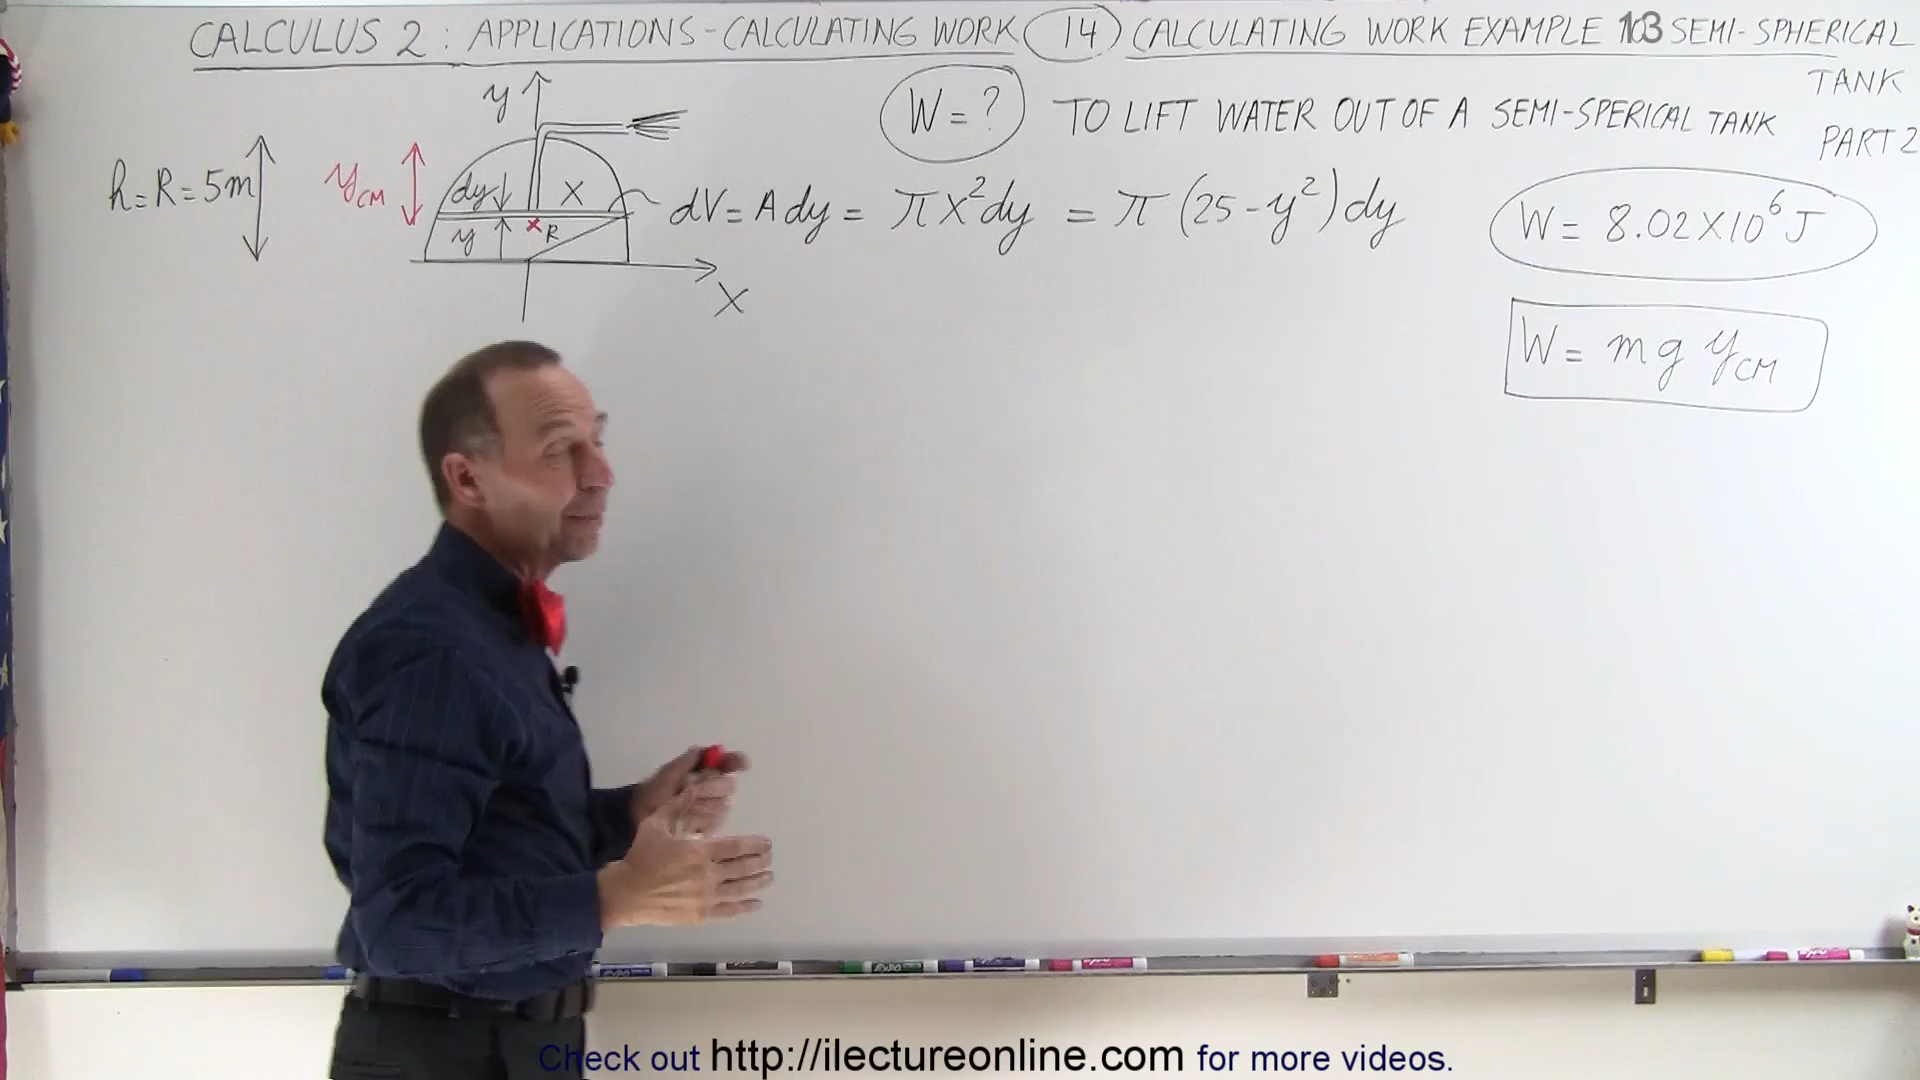 CALCULUS 2 : APPLICATIONS - CALCULATING WORK 14 CALCULATING WORK EXAMPLE 13 SEMI-SPHERICAL
TANK
PART 2
W = ? TO LIFT WATER OUT OF A SEMI-SPERICAL TANK
y
h = R = 5m
yCM
dy
X
y
R
X
dV = A dy = πx²dy = π(25-y²)dy
W = 8.02X10⁶J
W = mg yCM
EXPO
Check out http://ilectureonline.com for more videos.